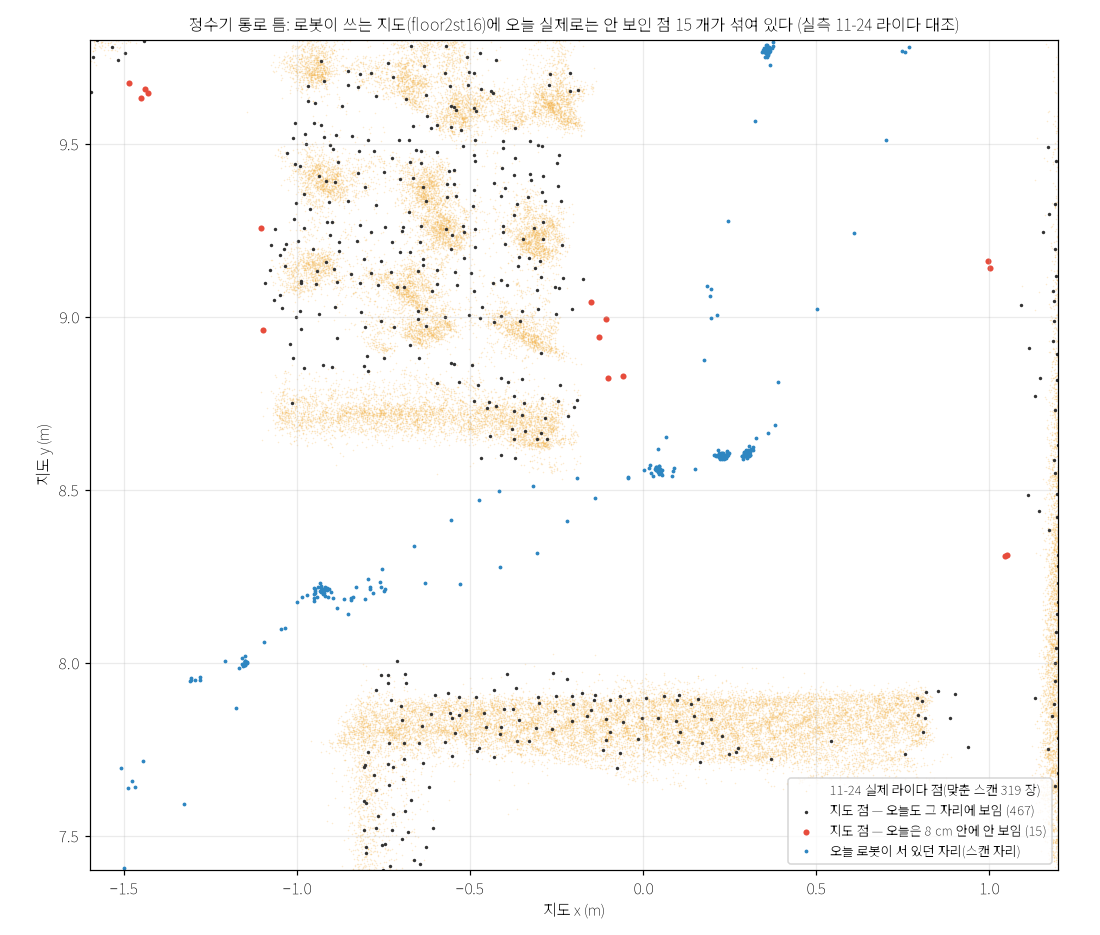 정수기 통로 틈: 로봇이 쓰는 지도(floor2st16)에 오늘 실제로는 안 보인 점 15 개가 섞여 있다 (실측 11-24 라이다 대조)
9.5
9.0
8.5
8.0
7.5
지도 y (m)
11-24 실제 라이다 점(맞춘 스캔 319 장)
지도 점 — 오늘도 그 자리에 보임 (467)
지도 점 — 오늘은 8 cm 안에 안 보임 (15)
오늘 로봇이 서 있던 자리(스캔 자리)
−1.5 −1.0 −0.5 0.0 0.5 1.0
지도 x (m)